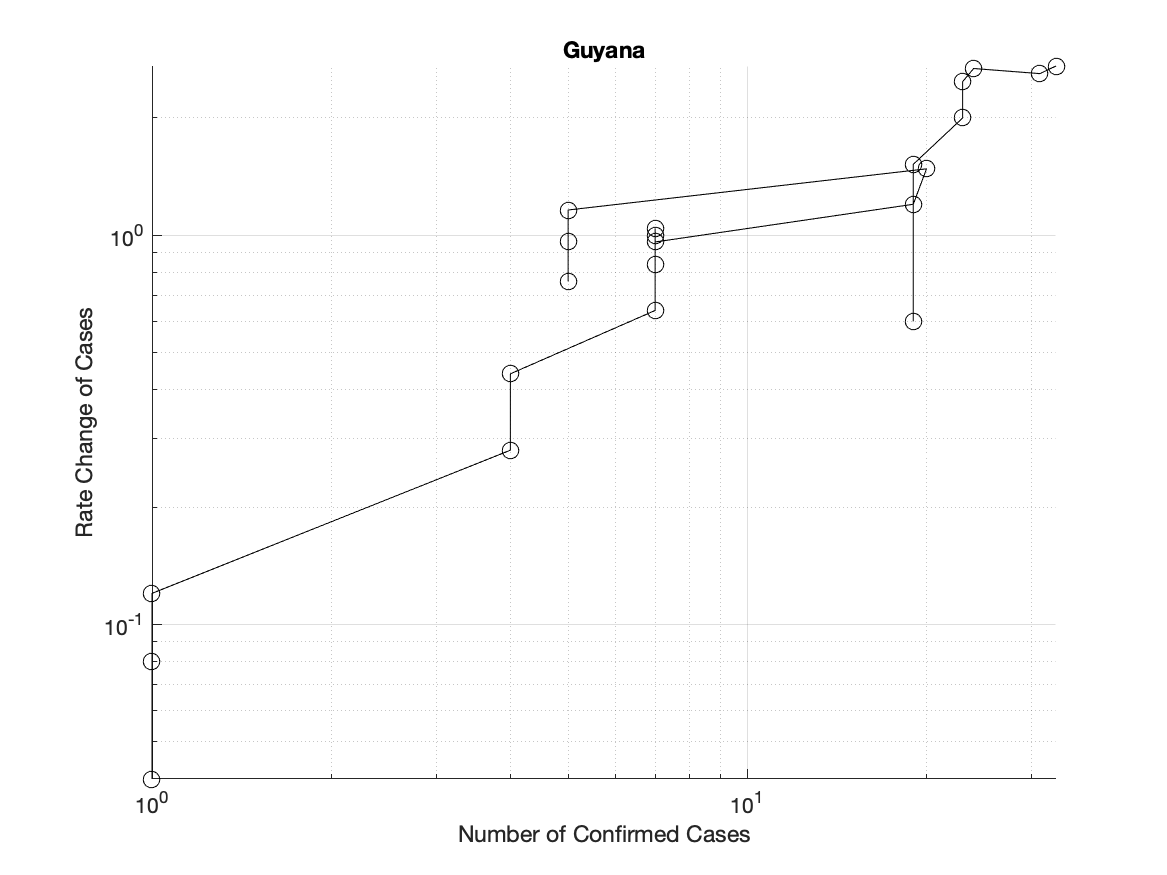 Guyana
Rate Change of Cases
10^0
10^-1
10^0
10^1
Number of Confirmed Cases